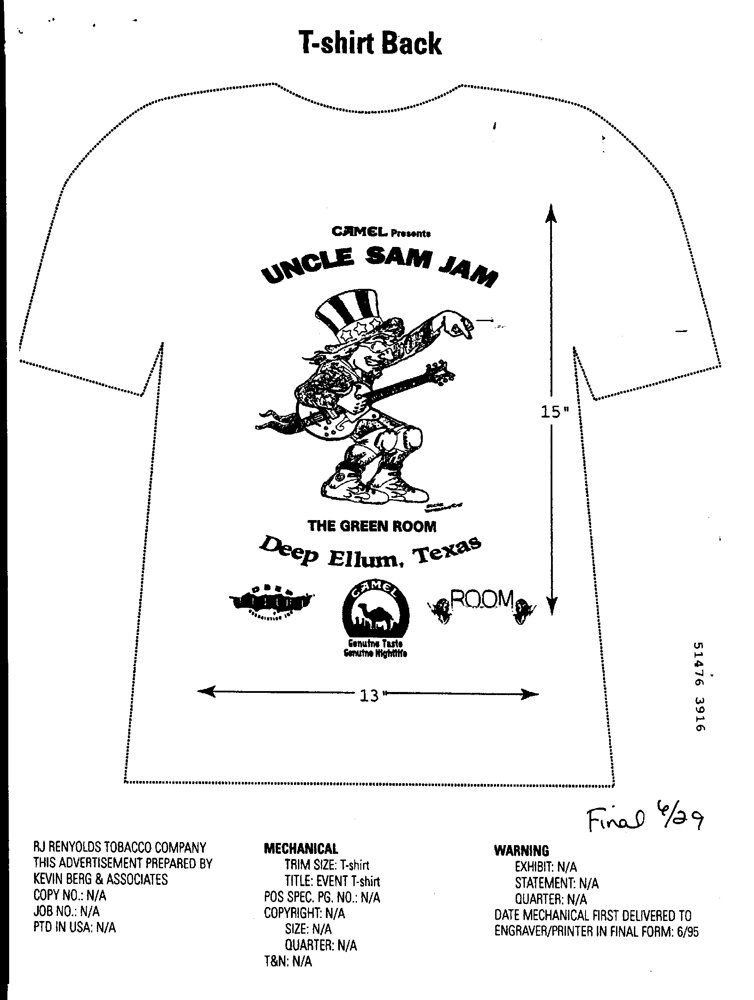 T-shirt Back
CAMEL Presents
UNCLE SAM JAM
15"
THE GREEN ROOM
Deep Ellum, Texas
DEEP
ASSOCIATION INC
CAMEL
Genuine Taste
Genuine Nightlife
ROOM
13"
51476 3916
Final 6/29
RJ RENYOLDS TOBACCO COMPANY
THIS ADVERTISEMENT PREPARED BY
KEVIN BERG & ASSOCIATES
COPY NO.: N/A
JOB NO.: N/A
PTD IN USA: N/A
MECHANICAL
TRIM SIZE: T-shirt
TITLE: EVENT T-shirt
POS SPEC. PG. NO.: N/A
COPYRIGHT: N/A
SIZE: N/A
QUARTER: N/A
T&N: N/A
WARNING
EXHIBIT: N/A
STATEMENT: N/A
QUARTER: N/A
DATE MECHANICAL FIRST DELIVERED TO
ENGRAVER/PRINTER IN FINAL FORM: 6/95